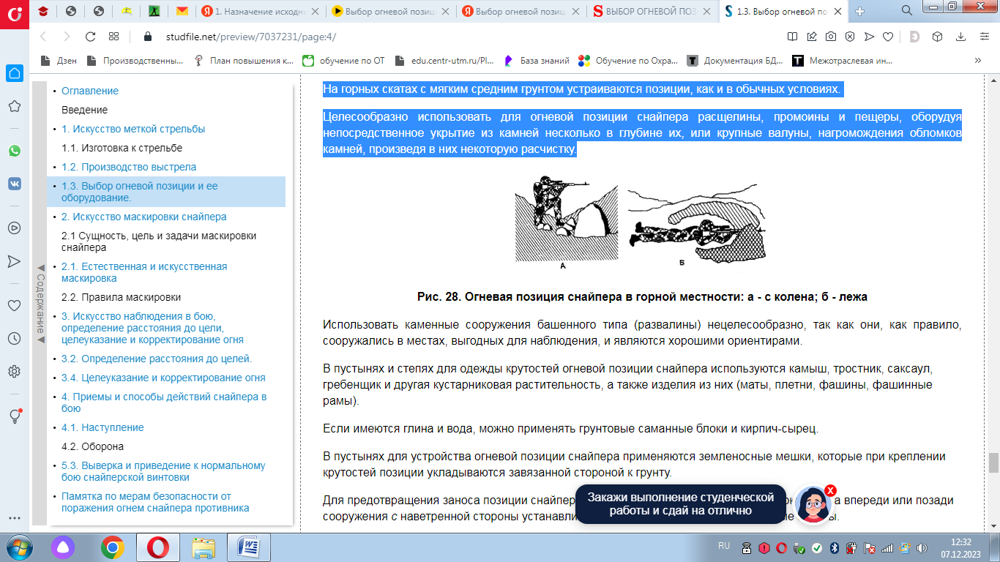 1. Назначение исходн
Выбор огневой позиц
Выбор огневой позиц
ВЫБОР ОГНЕВОЙ ПОЗ
1.3. Выбор огневой по
studfile.net/preview/7037231/page:4/
Дзен
Производственны...
План повышения к...
обучение по ОТ
edu.centr-utm.ru/Pl...
База знаний
Обучение по Охра...
Документация БД...
Межотраслевая ин...
Содержание
Оглавление
Введение
1. Искусство меткой стрельбы
1.1. Изготовка к стрельбе
1.2. Производство выстрела
1.3. Выбор огневой позиции и ее
оборудование.
2. Искусство маскировки снайпера
2.1 Сущность, цель и задачи маскировки
снайпера
2.1. Естественная и искусственная
маскировка
2.2. Правила маскировки
3. Искусство наблюдения в бою,
определение расстояния до цели,
целеуказание и корректирование огня
3.2. Определение расстояния до целей.
3.4. Целеуказание и корректирование огня
4. Приемы и способы действий снайпера в
бою
4.1. Наступление
4.2. Оборона
5.3. Выверка и приведение к нормальному
бою снайперской винтовки
Памятка по мерам безопасности от
поражения огнем снайпера противника
На горных скатах с мягким средним грунтом устраиваются позиции, как и в обычных условиях.
Целесообразно использовать для огневой позиции снайпера расщелины, промоины и пещеры, оборудуя
непосредственное укрытие из камней несколько в глубине их, или крупные валуны, нагромождения обломков
камней, произведя в них некоторую расчистку.
А
Б
Рис. 28. Огневая позиция снайпера в горной местности: а - с колена; б - лежа
Использовать каменные сооружения башенного типа (развалины) нецелесообразно, так как они, как правило,
сооружались в местах, выгодных для наблюдения, и являются хорошими ориентирами.
В пустынях и степях для одежды крутостей огневой позиции снайпера используются камыш, тростник, саксаул,
гребенщик и другая кустарниковая растительность, а также изделия из них (маты, плетни, фашины, фашинные
рамы).
Если имеются глина и вода, можно применять грунтовые саманные блоки и кирпич-сырец.
В пустынях для устройства огневой позиции снайпера применяются земленосные мешки, которые при креплении
крутостей позиции укладываются завязанной стороной к грунту.
Для предотвращения заноса позиции снайпер а впереди или позади
сооружения с наветренной стороны устанавли
Закажи выполнение студенческой
работы и сдай на отлично
RU
12:32
07.12.2023